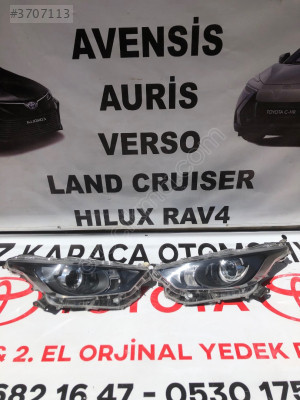 #3707113
AVENSİS
AURİS
VERSO
LAND CRUISER
HILUX RAV4
Z KARACA OTOMO
TOYOTA
& 2. EL ORJİNAL YEDEK
682 16 47 - 0530 175